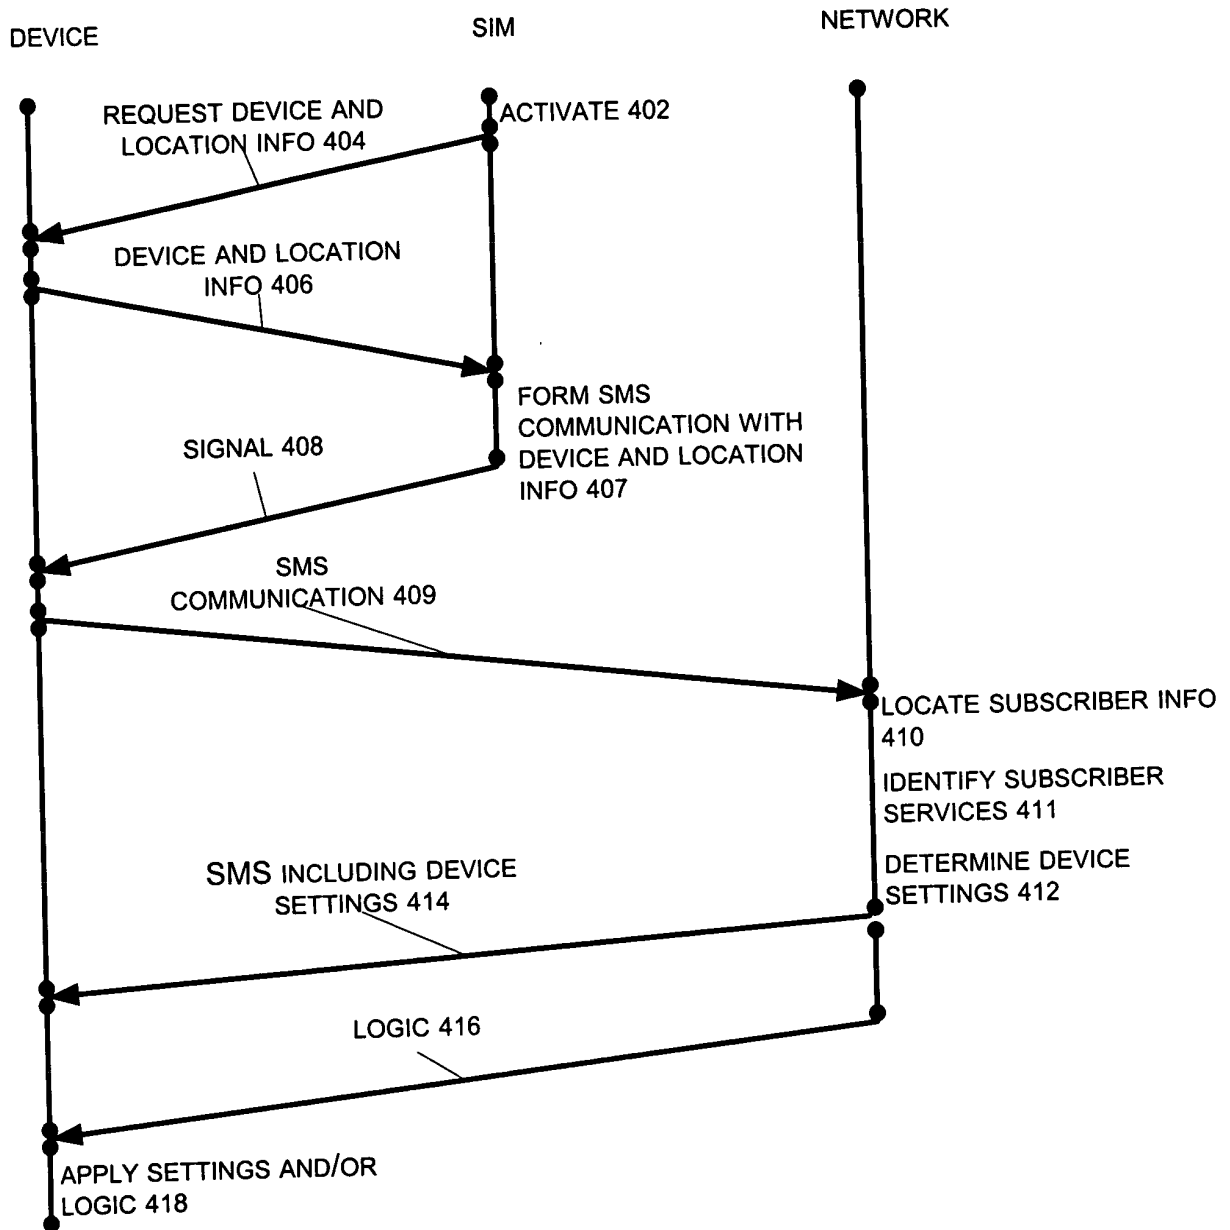 DEVICE
SIM
NETWORK
ACTIVATE 402
REQUEST DEVICE AND
LOCATION INFO 404
DEVICE AND LOCATION
INFO 406
FORM SMS
COMMUNICATION WITH
DEVICE AND LOCATION
INFO 407
SIGNAL 408
SMS
COMMUNICATION 409
LOCATE SUBSCRIBER INFO
410
IDENTIFY SUBSCRIBER
SERVICES 411
DETERMINE DEVICE
SETTINGS 412
SMS INCLUDING DEVICE
SETTINGS 414
LOGIC 416
APPLY SETTINGS AND/OR
LOGIC 418